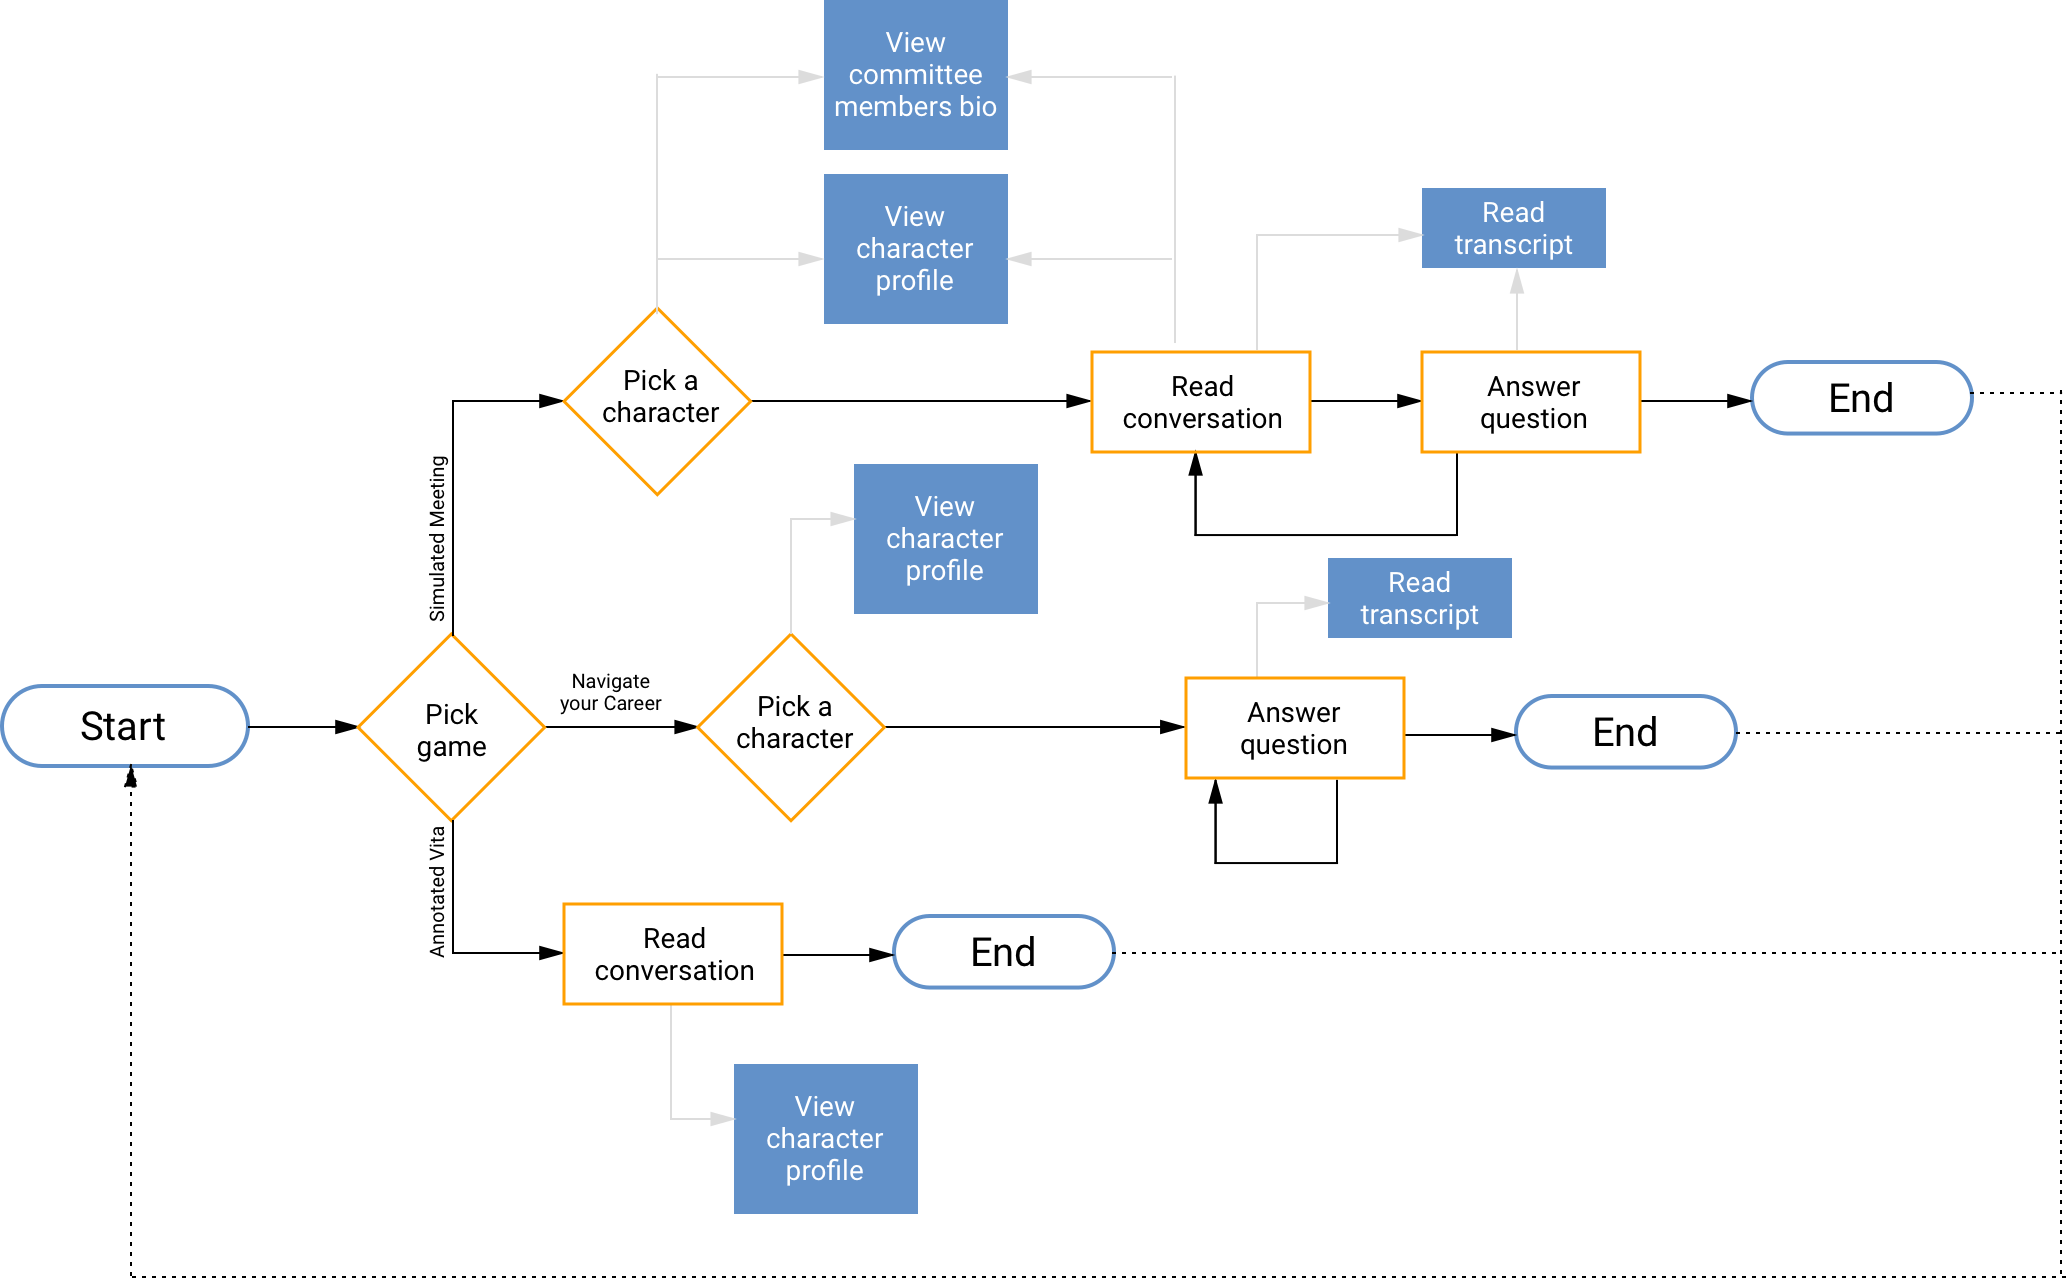 View
committee
members bio
View
character
profile
Read
transcript
Pick a
character
Read
conversation
Answer
question
End
Simulated Meeting
View
character
profile
Read
transcript
Start
Pick
game
Navigate
your Career
Pick a
character
Answer
question
End
Annotated Vita
Read
conversation
End
View
character
profile